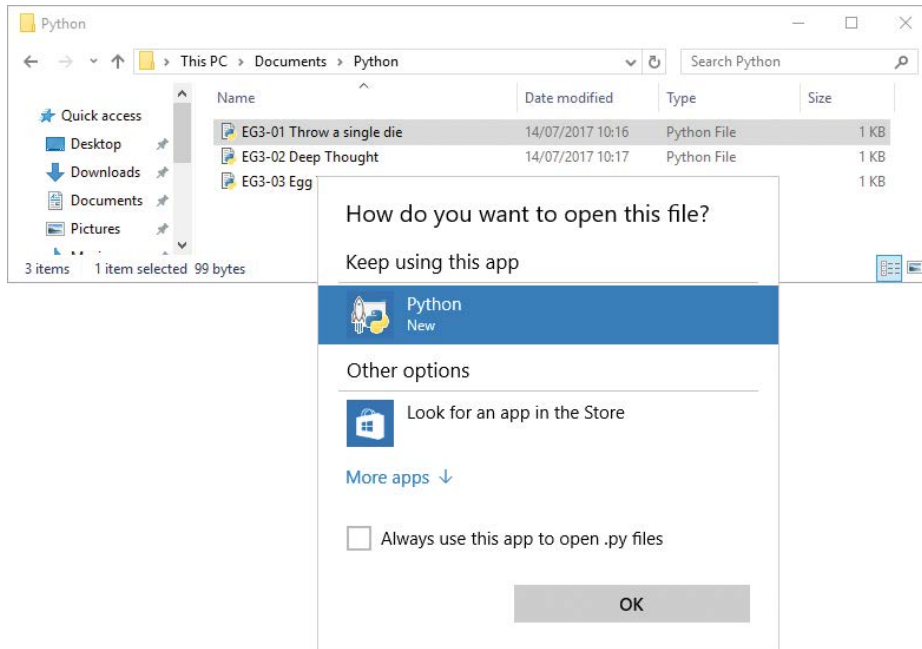 Python
This PC > Documents > Python
Search Python
Name Date modified Type Size
Quick access
Desktop
Downloads
Documents
Pictures
EG3-01 Throw a single die 14/07/2017 10:16 Python File 1 KB
EG3-02 Deep Thought 14/07/2017 10:17 Python File 1 KB
EG3-03 Egg 1 KB
3 items 1 item selected 99 bytes
How do you want to open this file?
Keep using this app
Python
New
Other options
Look for an app in the Store
More apps ↓
Always use this app to open .py files
OK